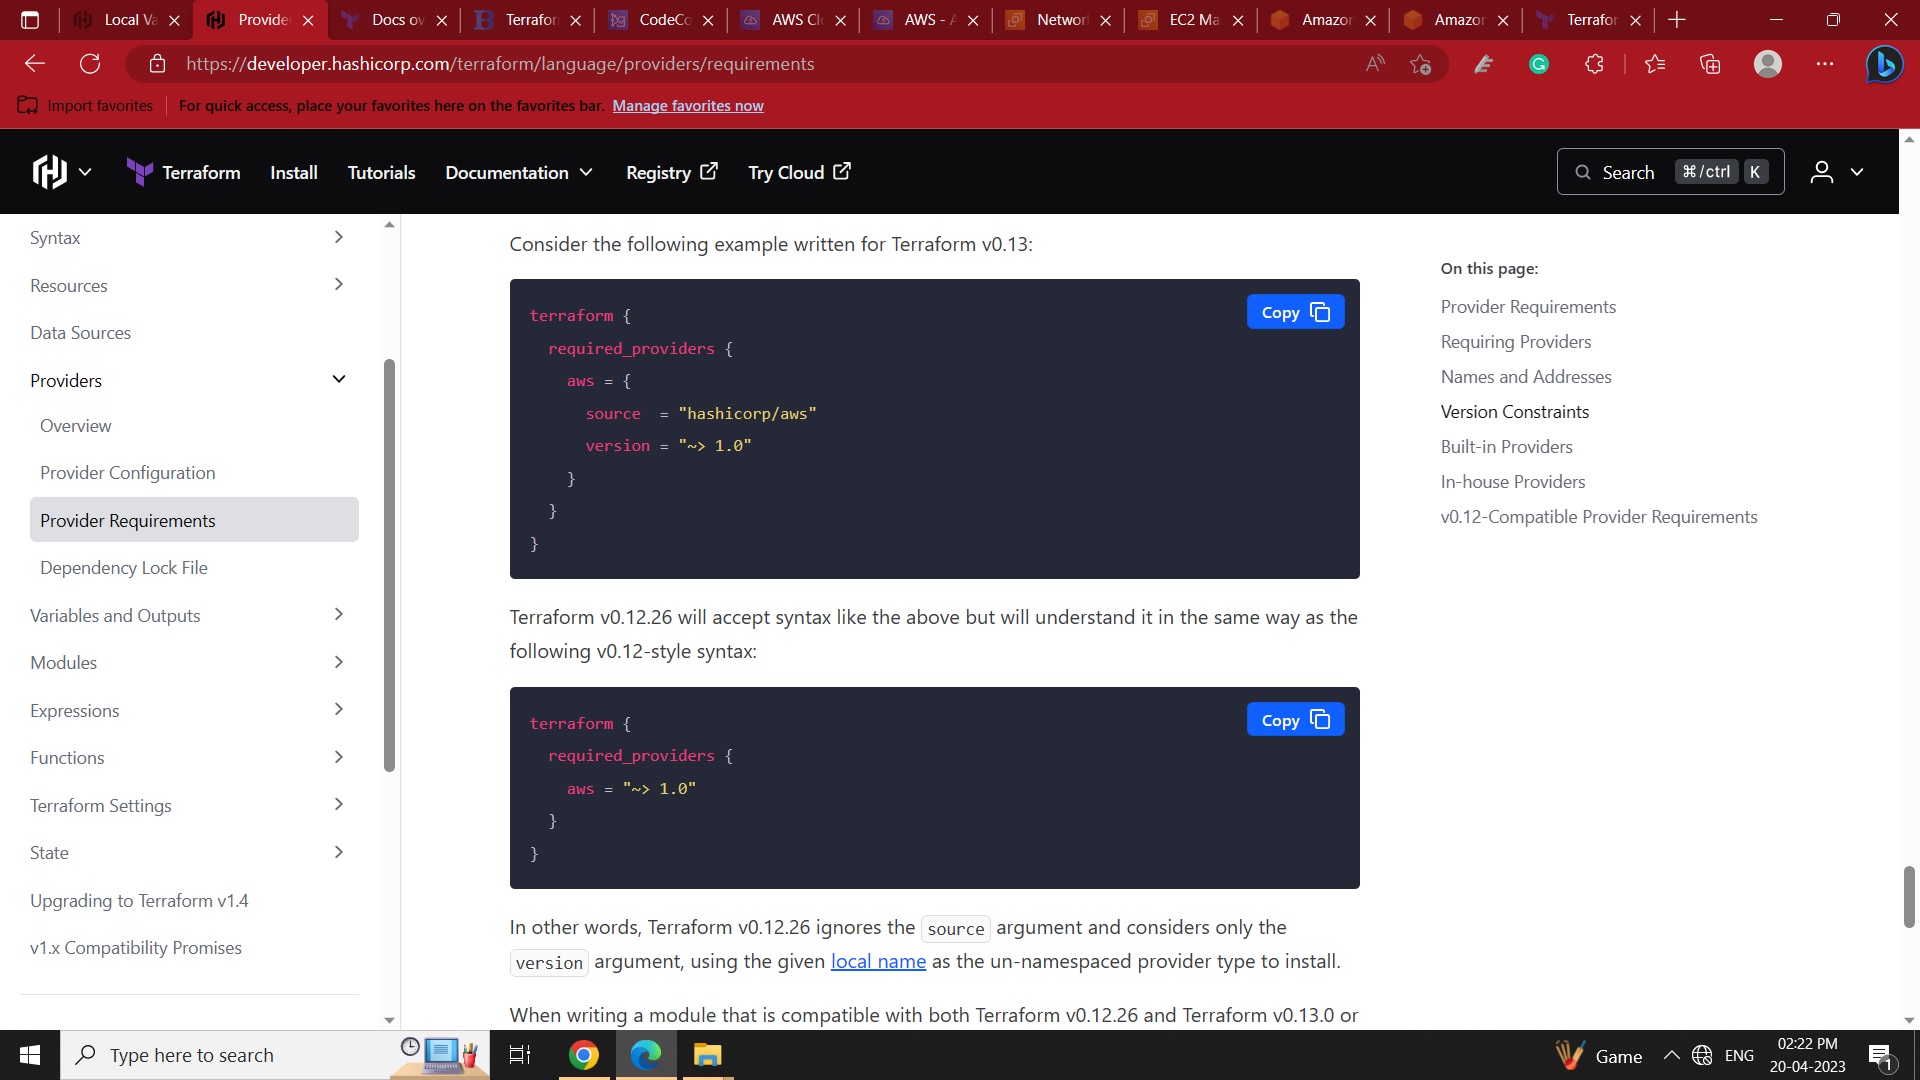 Local Va
Provide
Docs ov
Terrafor
CodeCo
AWS Cl
AWS - A
Networ
EC2 Ma
Amazor
Amazor
Terrafor
https://developer.hashicorp.com/terraform/language/providers/requirements
Import favorites
For quick access, place your favorites here on the favorites bar. Manage favorites now
Terraform
Install
Tutorials
Documentation
Registry
Try Cloud
Search ⌘/ctrl K
Syntax
Resources
Data Sources
Providers
Overview
Provider Configuration
Provider Requirements
Dependency Lock File
Variables and Outputs
Modules
Expressions
Functions
Terraform Settings
State
Upgrading to Terraform v1.4
v1.x Compatibility Promises
Consider the following example written for Terraform v0.13:
Copy
terraform {
required_providers {
aws = {
source = "hashicorp/aws"
version = "~> 1.0"
}
}
}
Terraform v0.12.26 will accept syntax like the above but will understand it in the same way as the
following v0.12-style syntax:
Copy
terraform {
required_providers {
aws = "~> 1.0"
}
}
In other words, Terraform v0.12.26 ignores the source argument and considers only the
version argument, using the given local name as the un-namespaced provider type to install.
When writing a module that is compatible with both Terraform v0.12.26 and Terraform v0.13.0 or
On this page:
Provider Requirements
Requiring Providers
Names and Addresses
Version Constraints
Built-in Providers
In-house Providers
v0.12-Compatible Provider Requirements
Type here to search
Game
ENG
02:22 PM
20-04-2023
1